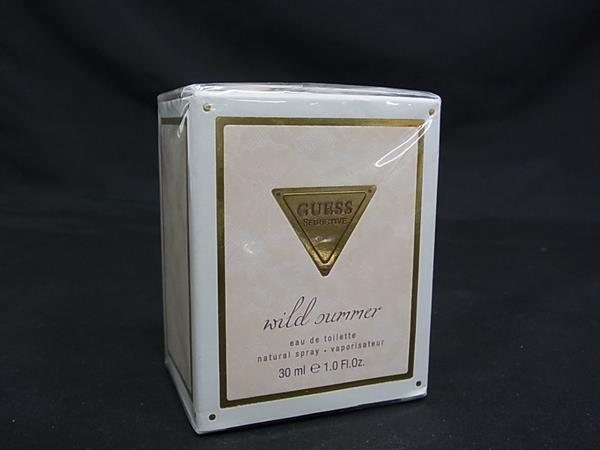 GUESS
SEDUCTIVE
wild summer
eau de toilette
natural spray • vaporisateur
30 ml ℮ 1.0 Fl.Oz.